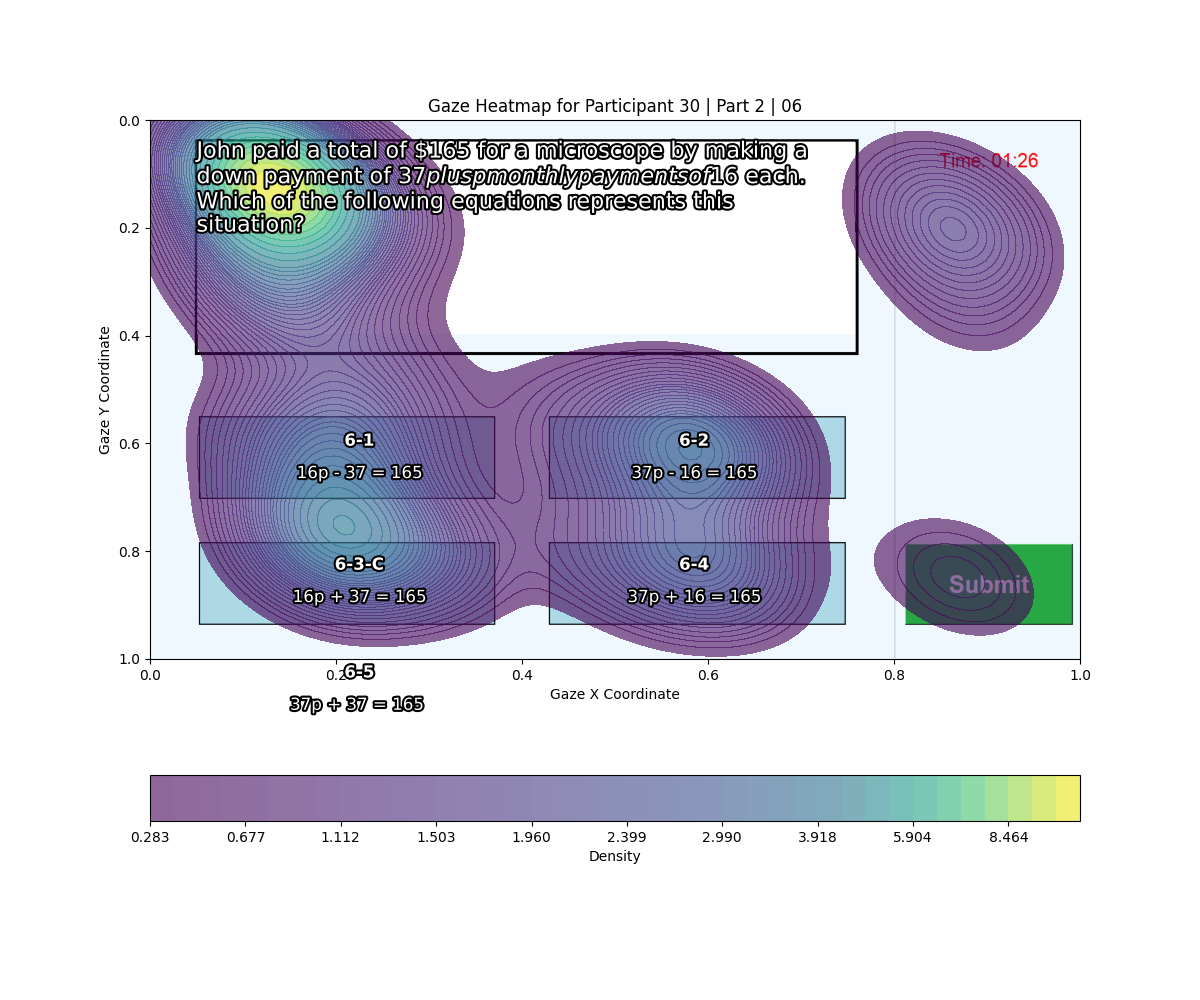 Gaze Heatmap for Participant 30 | Part 2 | 06
0.0
0.2
0.4
0.6
0.8
1.0
Gaze Y Coordinate
John paid a total of $165 for a microscope by making a
down payment of 37pluspmonthlypaymentsof16 each.
Which of the following equations represents this
situation?
Time: 01:26
6-1
16p - 37 = 165
6-2
37p - 16 = 165
6-3-C
16p + 37 = 165
6-4
37p + 16 = 165
Submit
0.0 0.2 0.4 0.6 0.8 1.0
6-5
Gaze X Coordinate
37p + 37 = 165
0.283 0.677 1.112 1.503 1.960 2.399 2.990 3.918 5.904 8.464
Density